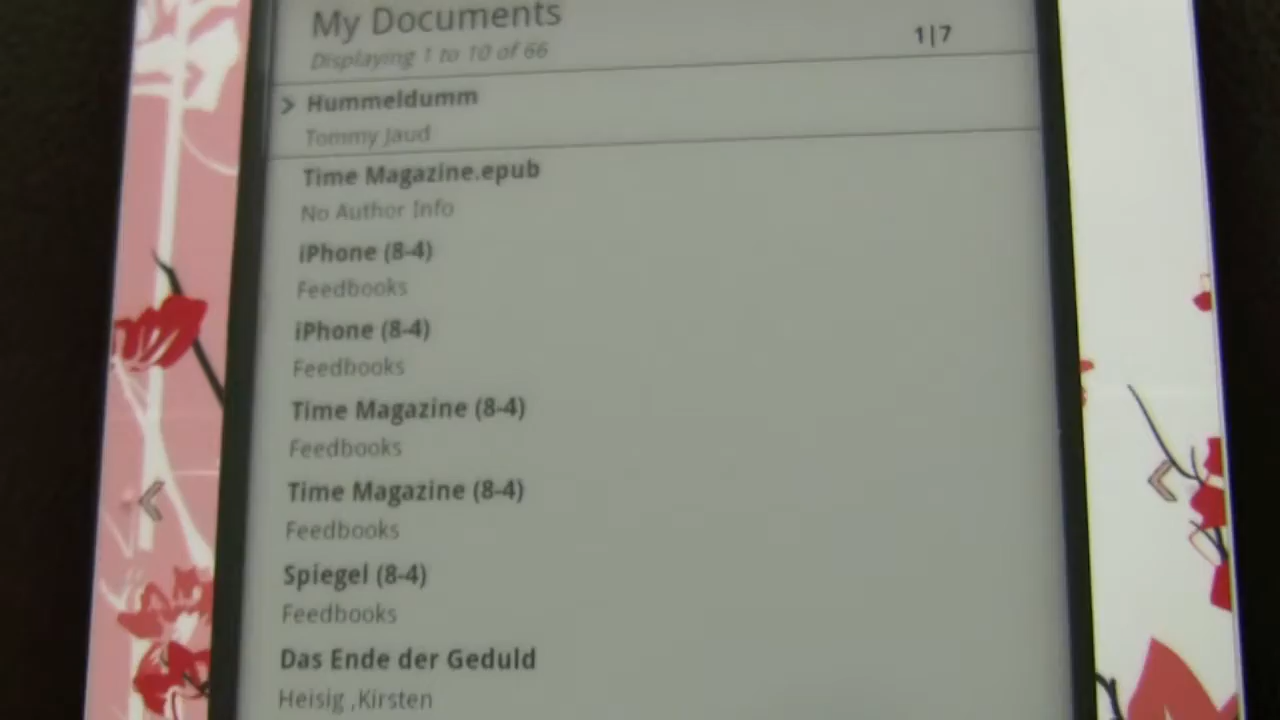 My Documents
Displaying 1 to 10 of 66
1|7
> Hummeldumm
Tommy Jaud
Time Magazine.epub
No Author Info
iPhone (8-4)
Feedbooks
iPhone (8-4)
Feedbooks
Time Magazine (8-4)
Feedbooks
Time Magazine (8-4)
Feedbooks
Spiegel (8-4)
Feedbooks
Das Ende der Geduld
Heisig ,Kirsten